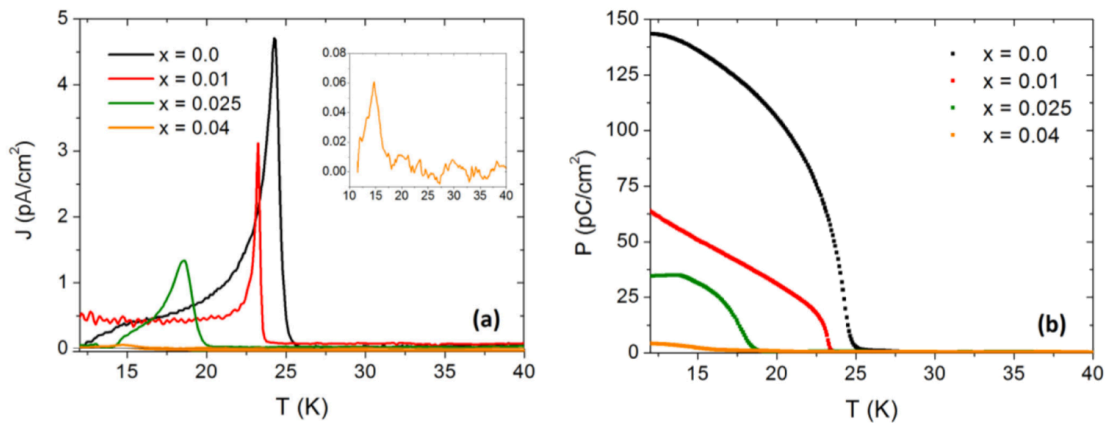 5
4
3
2
1
0
J (pA/cm²)
x = 0.0
x = 0.01
x = 0.025
x = 0.04
0.08
0.06
0.04
0.02
0.00
10 15 20 25 30 35 40
(a)
15 20 25 30 35 40
T (K)
150
125
100
75
50
25
0
P (pC/cm²)
x = 0.0
x = 0.01
x = 0.025
x = 0.04
(b)
15 20 25 30 35 40
T (K)